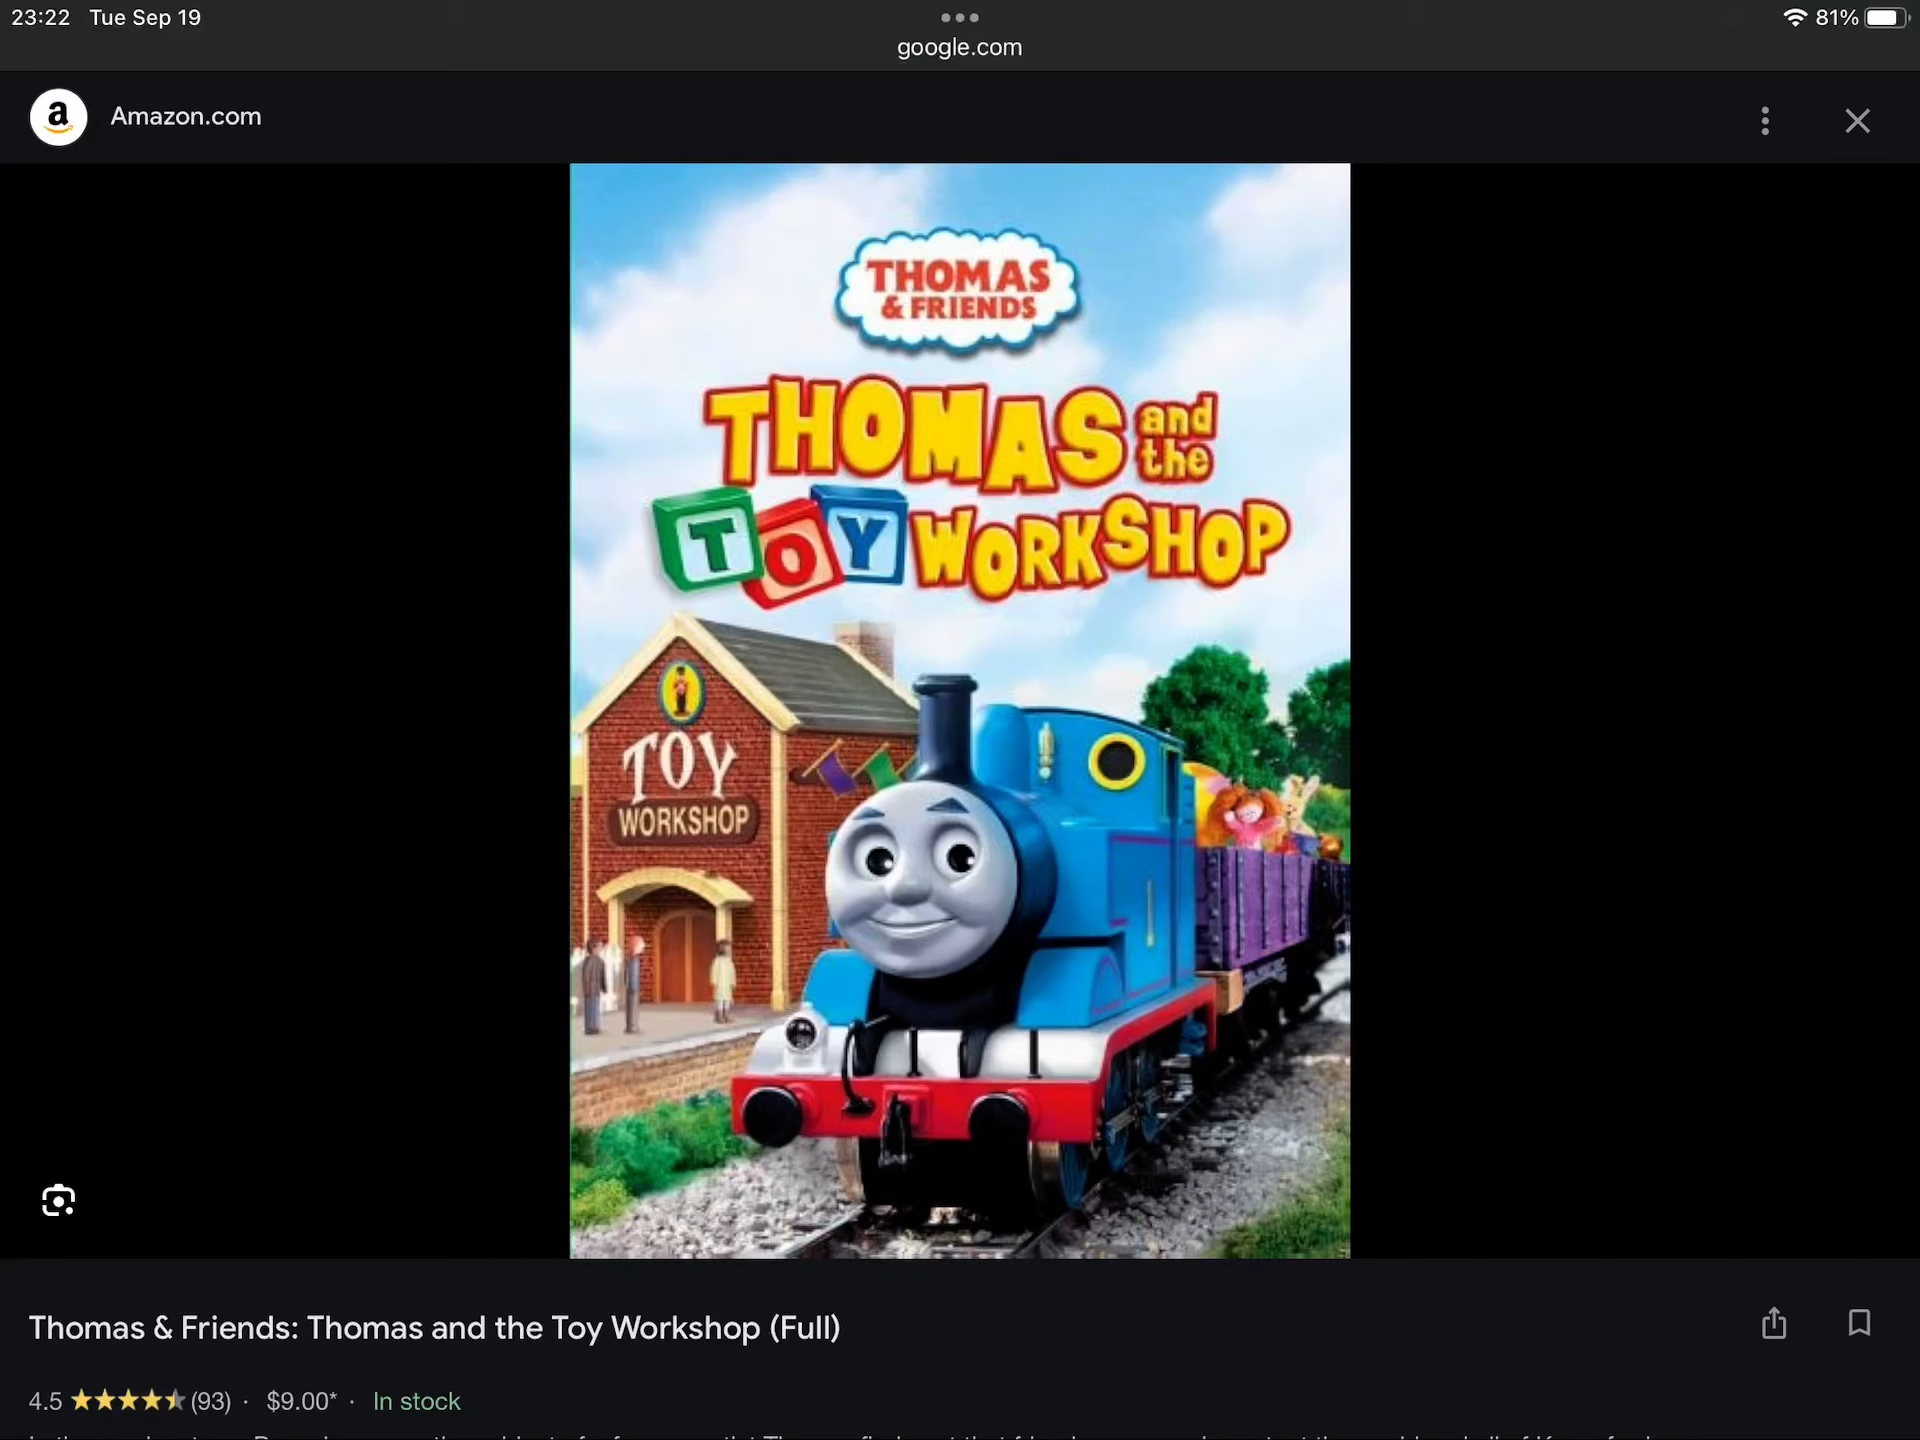 23:22 Tue Sep 19
81%
google.com
a
Amazon.com
THOMAS
& FRIENDS
THOMAS and the
TOY WORKSHOP
TOY
WORKSHOP
Thomas & Friends: Thomas and the Toy Workshop (Full)
4.5 ★★★★★ (93) · $9.00* · In stock